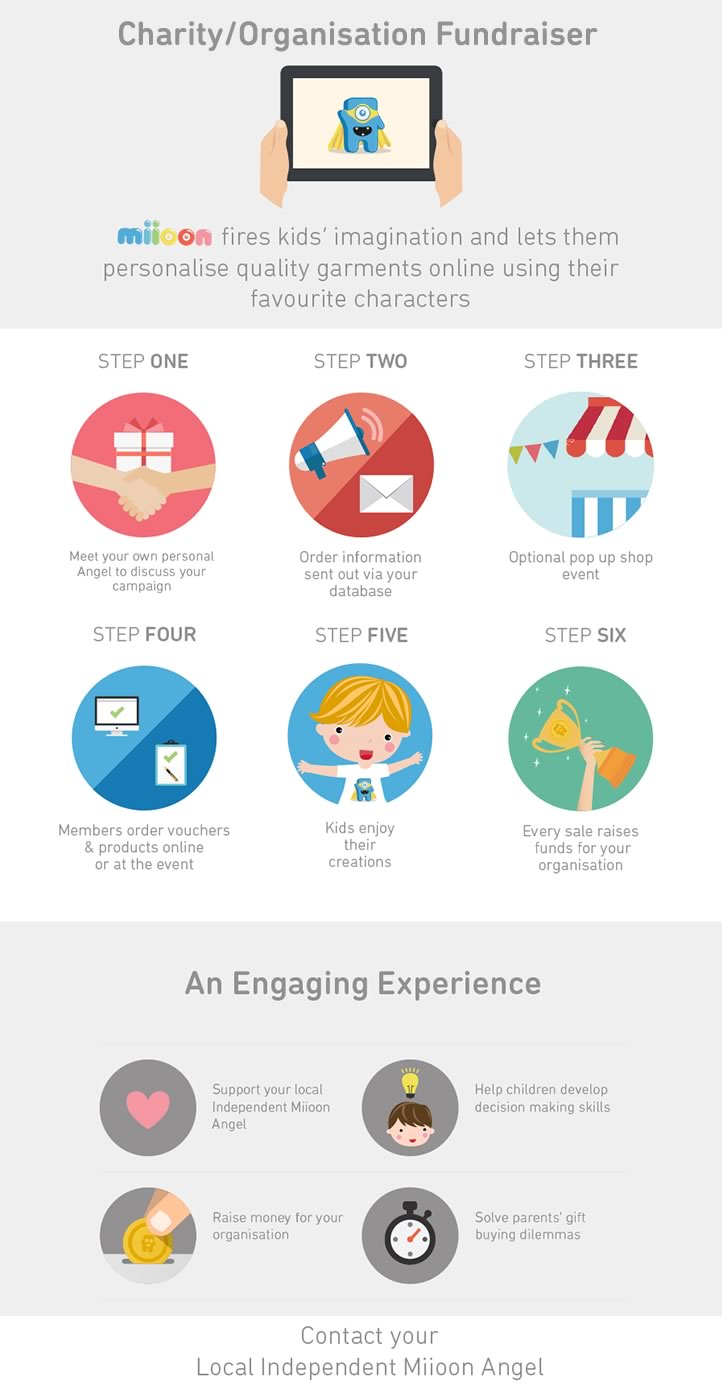 Charity/Organisation Fundraiser
miioon fires kids' imagination and lets them
personalise quality garments online using their
favourite characters
STEP ONE
STEP TWO
STEP THREE
Meet your own personal
Angel to discuss your
campaign
Order information
sent out via your
database
Optional pop up shop
event
STEP FOUR
STEP FIVE
STEP SIX
Members order vouchers
& products online
or at the event
Kids enjoy
their
creations
Every sale raises
funds for your
organisation
An Engaging Experience
Support your local
Independent Miioon
Angel
Help children develop
decision making skills
Raise money for your
organisation
Solve parents' gift
buying dilemmas
Contact your
Local Independent Miioon Angel